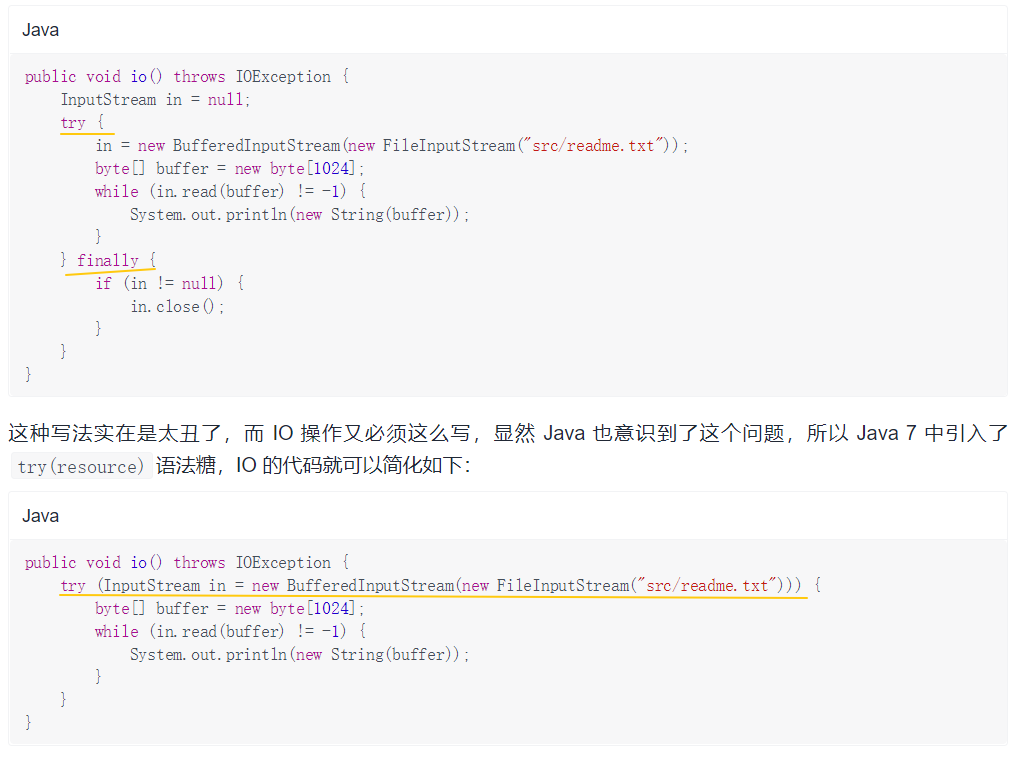 Java
public void io() throws IOException {
    InputStream in = null;
    try {
        in = new BufferedInputStream(new FileInputStream("src/readme.txt"));
        byte[] buffer = new byte[1024];
        while (in.read(buffer) != -1) {
            System.out.println(new String(buffer));
        }
    } finally {
        if (in != null) {
            in.close();
        }
    }
}
这种写法实在是太丑了，而 IO 操作又必须这么写，显然 Java 也意识到了这个问题，所以 Java 7 中引入了
try(resource) 语法糖，IO 的代码就可以简化如下：
Java
public void io() throws IOException {
    try (InputStream in = new BufferedInputStream(new FileInputStream("src/readme.txt"))) {
        byte[] buffer = new byte[1024];
        while (in.read(buffer) != -1) {
            System.out.println(new String(buffer));
        }
    }
}